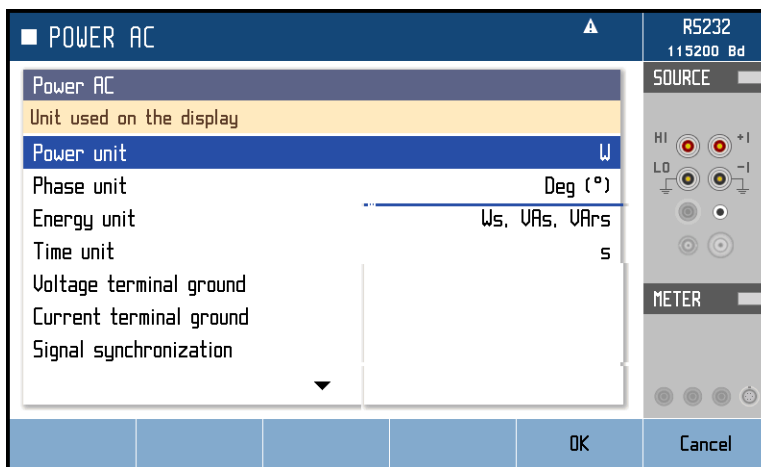 POWER AC
RS232
115200 Bd
Power AC
Unit used on the display
Power unit W
Phase unit Deg (°)
Energy unit Ws, VAs, VArs
Time unit s
Voltage terminal ground
Current terminal ground
Signal synchronization
SOURCE
HI +I
LO -I
METER
OK
Cancel